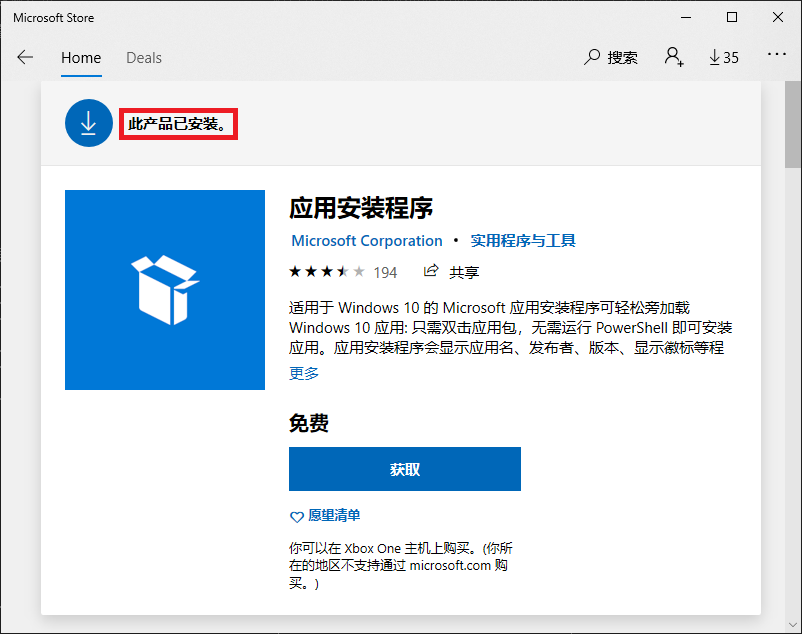 Microsoft Store
Home Deals 搜索 35
此产品已安装。
应用安装程序
Microsoft Corporation • 实用程序与工具
194 共享
适用于 Windows 10 的 Microsoft 应用安装程序可轻松旁加载
Windows 10 应用: 只需双击应用包，无需运行 PowerShell 即可安装
应用。应用安装程序会显示应用名、发布者、版本、显示徽标等程
更多
免费
获取
愿望清单
你可以在 Xbox One 主机上购买。(你所
在的地区不支持通过 microsoft.com 购
买。)